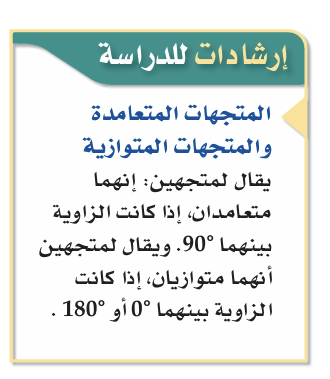 إرشادات للدراسة
المتجهات المتعامدة
والمتجهات المتوازية
يقال لمتجهين: إنهما
متعامدان، إذا كانت الزاوية
بينهما 90°. ويقال لمتجهين
أنهما متوازيان، إذا كانت
الزاوية بينهما 0° أو 180° .